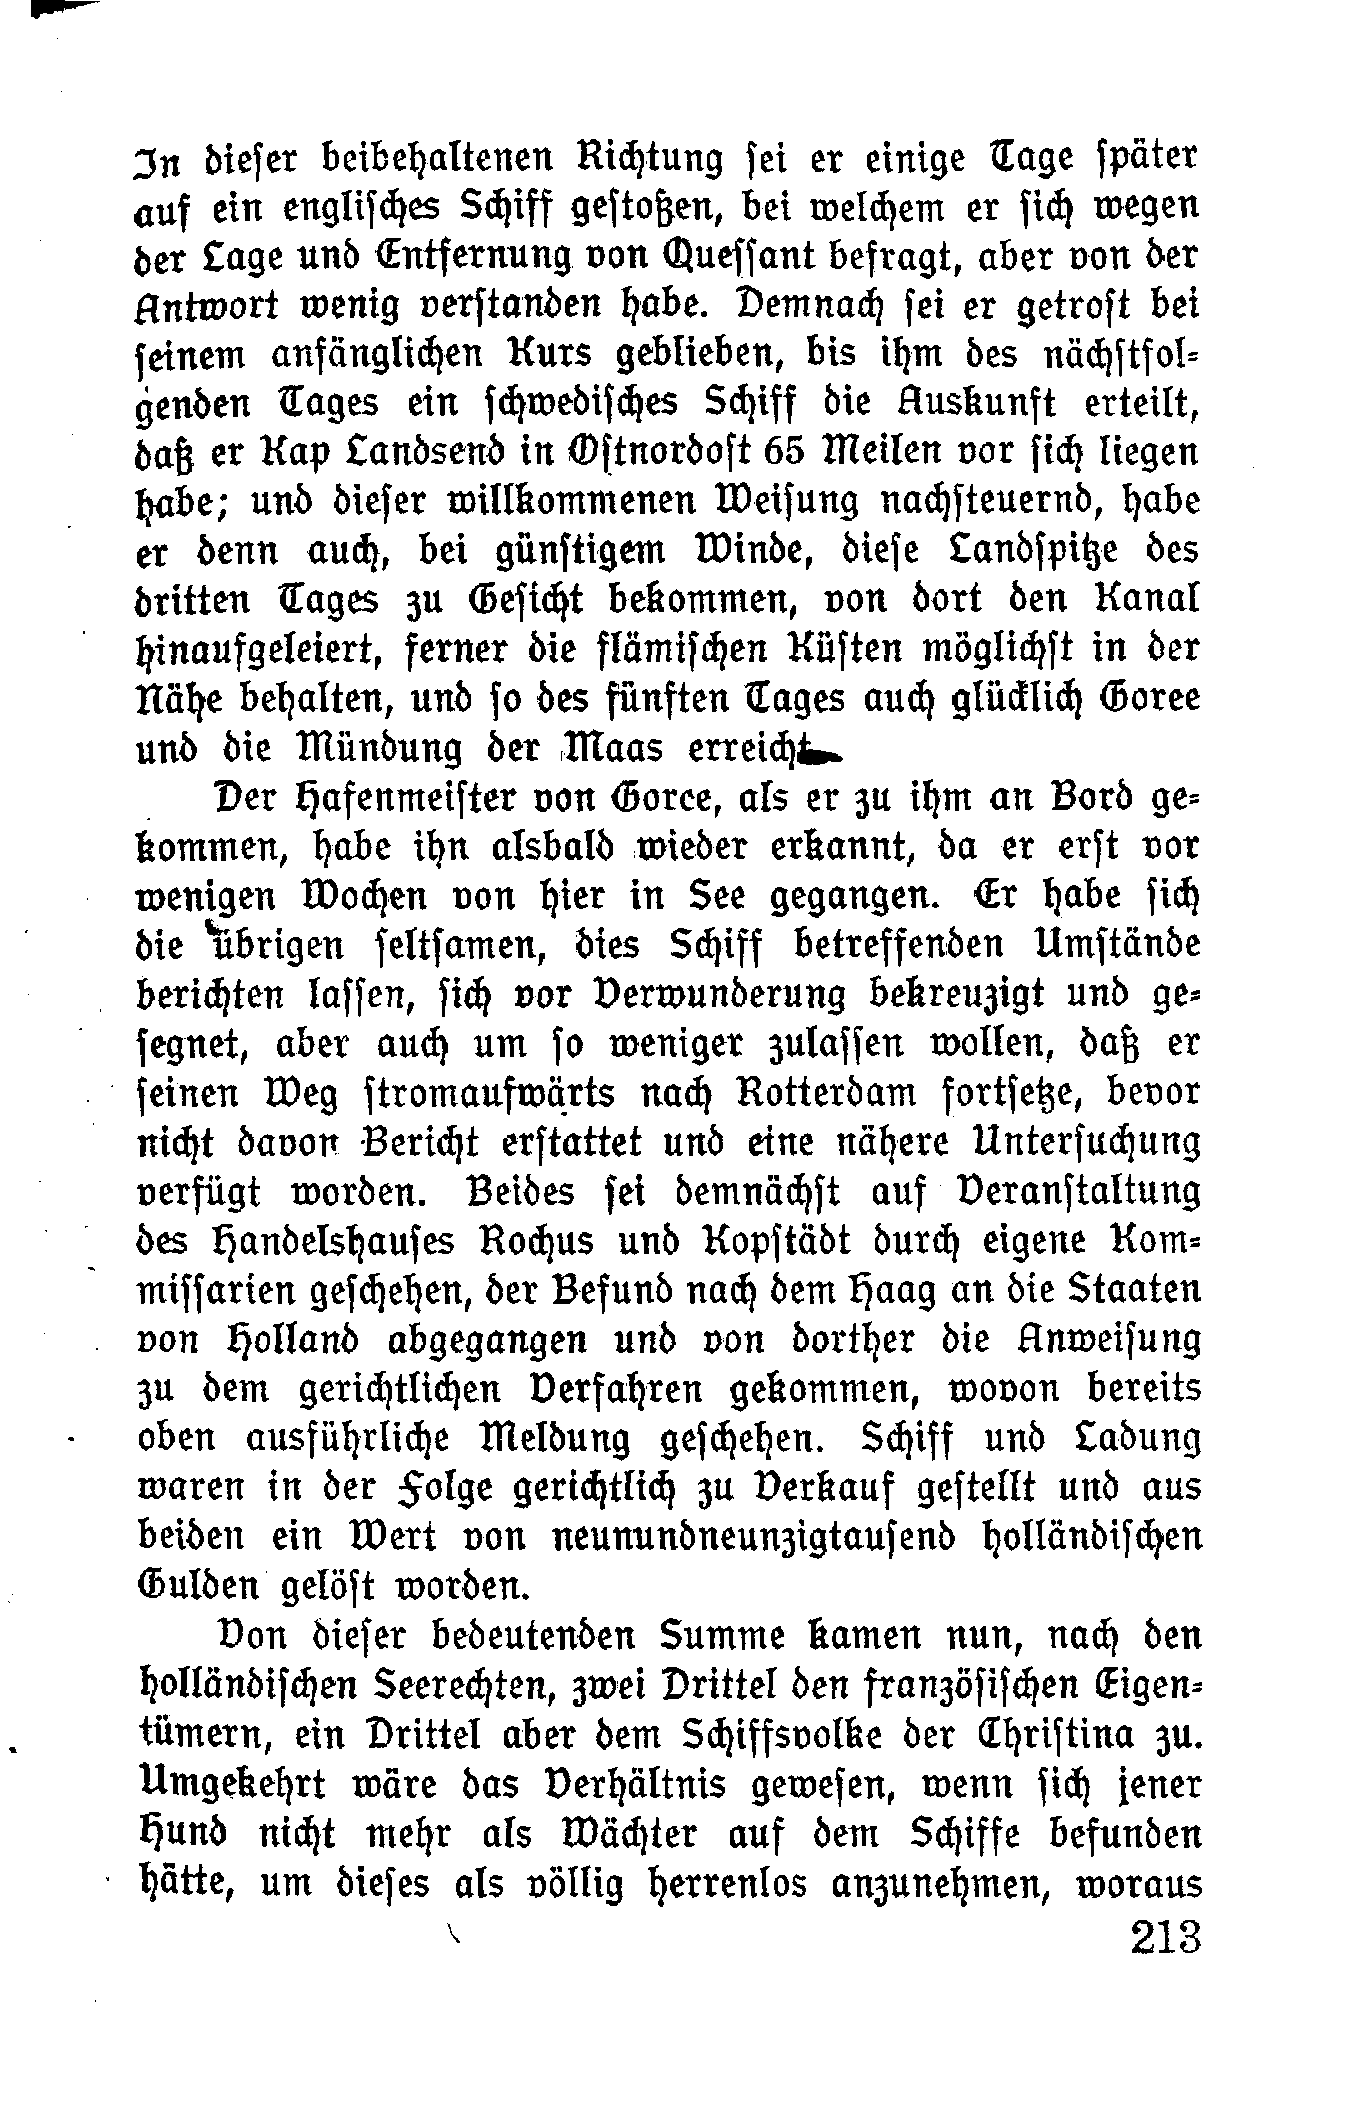 In dieser beibehaltenen Richtung sei er einige Tage später
auf ein englisches Schiff gestoßen, bei welchem er sich wegen
der Lage und Entfernung von Quessant befragt, aber von der
Antwort wenig verstanden habe. Demnach sei er getrost bei
seinem anfänglichen Kurs geblieben, bis ihm des nächstfol-
genden Tages ein schwedisches Schiff die Auskunft erteilt,
daß er Kap Landsend in Ostnordost 65 Meilen vor sich liegen
habe; und dieser willkommenen Weisung nachsteuernd, habe
er denn auch, bei günstigem Winde, diese Landspitze des
dritten Tages zu Gesicht bekommen, von dort den Kanal
hinaufgeleiert, ferner die flämischen Küsten möglichst in der
Nähe behalten, und so des fünften Tages auch glücklich Goree
und die Mündung der Maas erreicht.
Der Hafenmeister von Goree, als er zu ihm an Bord ge-
kommen, habe ihn alsbald wieder erkannt, da er erst vor
wenigen Wochen von hier in See gegangen. Er habe sich
die übrigen seltsamen, dies Schiff betreffenden Umstände
berichten lassen, sich vor Verwunderung bekreuzigt und ge-
segnet, aber auch um so weniger zulassen wollen, daß er
seinen Weg stromaufwärts nach Rotterdam fortsetze, bevor
nicht davon Bericht erstattet und eine nähere Untersuchung
verfügt worden. Beides sei demnächst auf Veranstaltung
des Handelshauses Rochus und Kopstädt durch eigene Kom-
missarien geschehen, der Befund nach dem Haag an die Staaten
von Holland abgegangen und von dorther die Anweisung
zu dem gerichtlichen Verfahren gekommen, wovon bereits
oben ausführliche Meldung geschehen. Schiff und Ladung
waren in der Folge gerichtlich zu Verkauf gestellt und aus
beiden ein Wert von neunundneunzigtausend holländischen
Gulden gelöst worden.
Von dieser bedeutenden Summe kamen nun, nach den
holländischen Seerechten, zwei Drittel den französischen Eigen-
tümern, ein Drittel aber dem Schiffsvolke der Christina zu.
Umgekehrt wäre das Verhältnis gewesen, wenn sich jener
Hund nicht mehr als Wächter auf dem Schiffe befunden
hätte, um dieses als völlig herrenlos anzunehmen, woraus
213